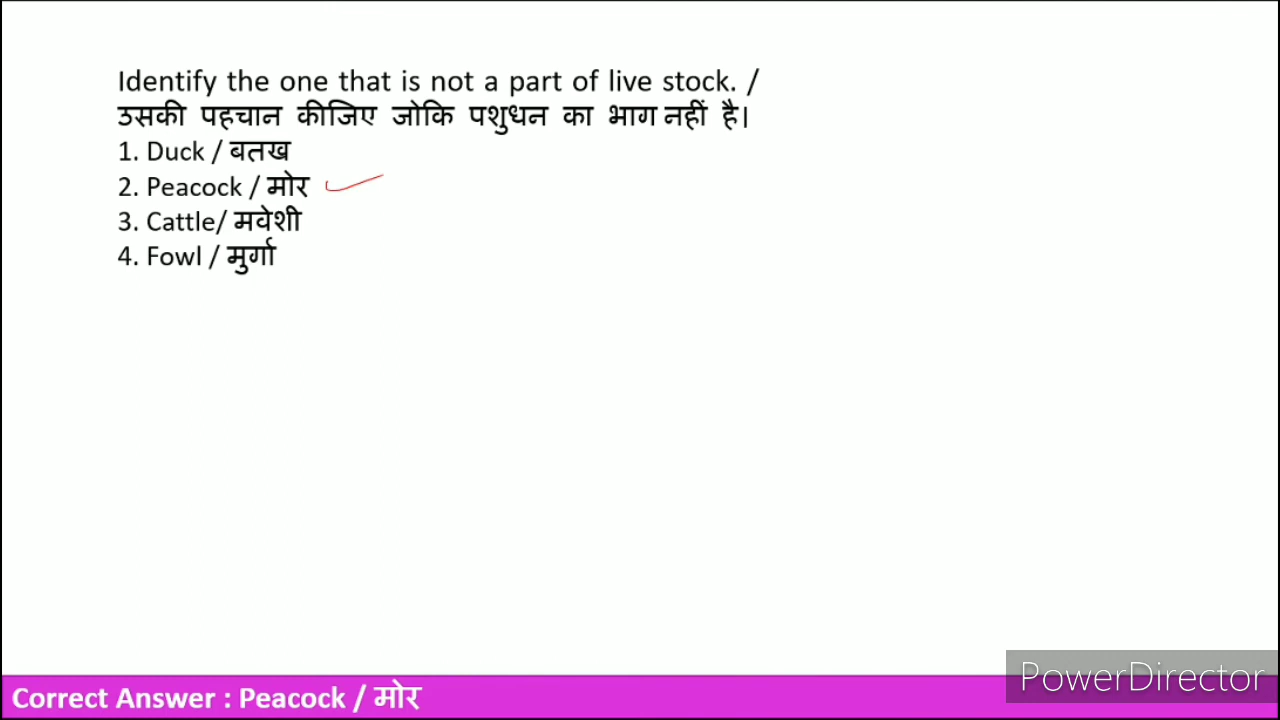 Identify the one that is not a part of live stock. /
उसकी पहचान कीजिए जोकि पशुधन का भाग नहीं है।
1. Duck / बतख
2. Peacock / मोर
3. Cattle/ मवेशी
4. Fowl / मुर्गा
PowerDirector
Correct Answer : Peacock / मोर